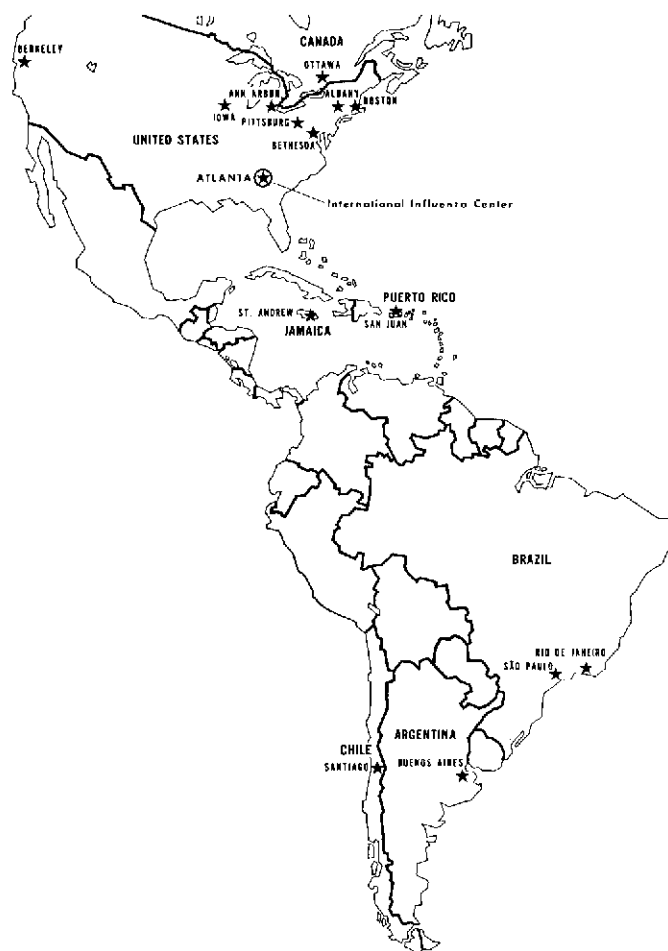 BERKELEY
CANADA
OTTAWA
ANN ARBOR
ALBANY
BOSTON
IOWA
PITTSBURG
UNITED STATES
BETHESDA
ATLANTA
International Influenza Center
PUERTO RICO
ST. ANDREW
SAN JUAN
JAMAICA
BRAZIL
RIO DE JANEIRO
SÃO PAULO
ARGENTINA
CHILE
SANTIAGO
BUENOS AIRES